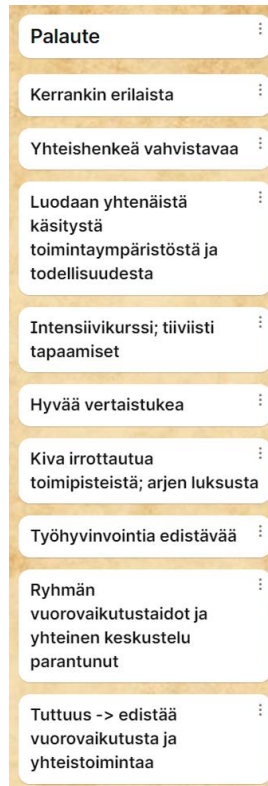 Palaute
Kerrankin erilaista
Yhteishenkeä vahvistavaa
Luodaan yhtenäistä
käsitystä
toimintaympäristöstä ja
todellisuudesta
Intensiivikurssi; tiiviisti
tapaamiset
Hyvää vertaistukea
Kiva irrottautua
toimipisteistä; arjen luksusta
Työhyvinvointia edistävää
Ryhmän
vuorovaikutustaidot ja
yhteinen keskustelu
parantunut
Tuttuus -> edistää
vuorovaikutusta ja
yhteistoimintaa